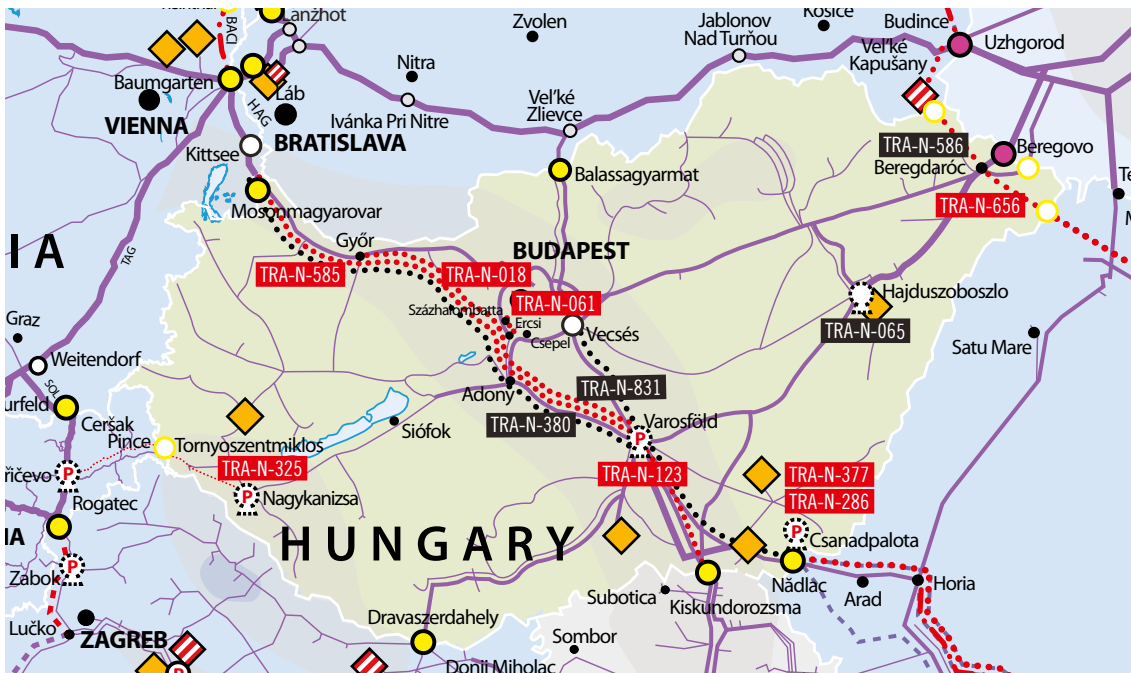 Lanžhot
BACI
Zvolen
Jablonov
Nad Turňou
Košice
Budince
Uzhgorod
Vel'ké
Kapušany
Baumgarten
Nitra
Láb
HAG
VIENNA
BRATISLAVA
Ivánka Pri Nitre
Vel'ké
Zlievce
Kittsee
TRA-N-586
Beregovo
Beregdaróc
Balassagyarmat
Mosonmagyarovar
TRA-N-656
TAG
I A
Győr
BUDAPEST
TRA-N-585
TRA-N-018
TRA-N-061
Százhalombatta
Ercsi
Csepel
Vecsés
Hajduszoboszlo
TRA-N-065
Graz
Satu Mare
Weitendorf
SOL
Adony
TRA-N-831
TRA-N-380
urfeld
Ceršak
Pince
Tornyoszentmiklos
Siófok
Varosföld
P
TRA-N-325
TRA-N-123
TRA-N-377
TRA-N-286
P
Nagykanizsa
P
Rogatec
HUNGARY
P
Csanadpalota
IA
Zabok
P
Nădlac
Arad
Horia
Subotica
Kiskundorozsma
Dravaszerdahely
Lučko
ZAGREB
Sombor
Donji Miholac
P